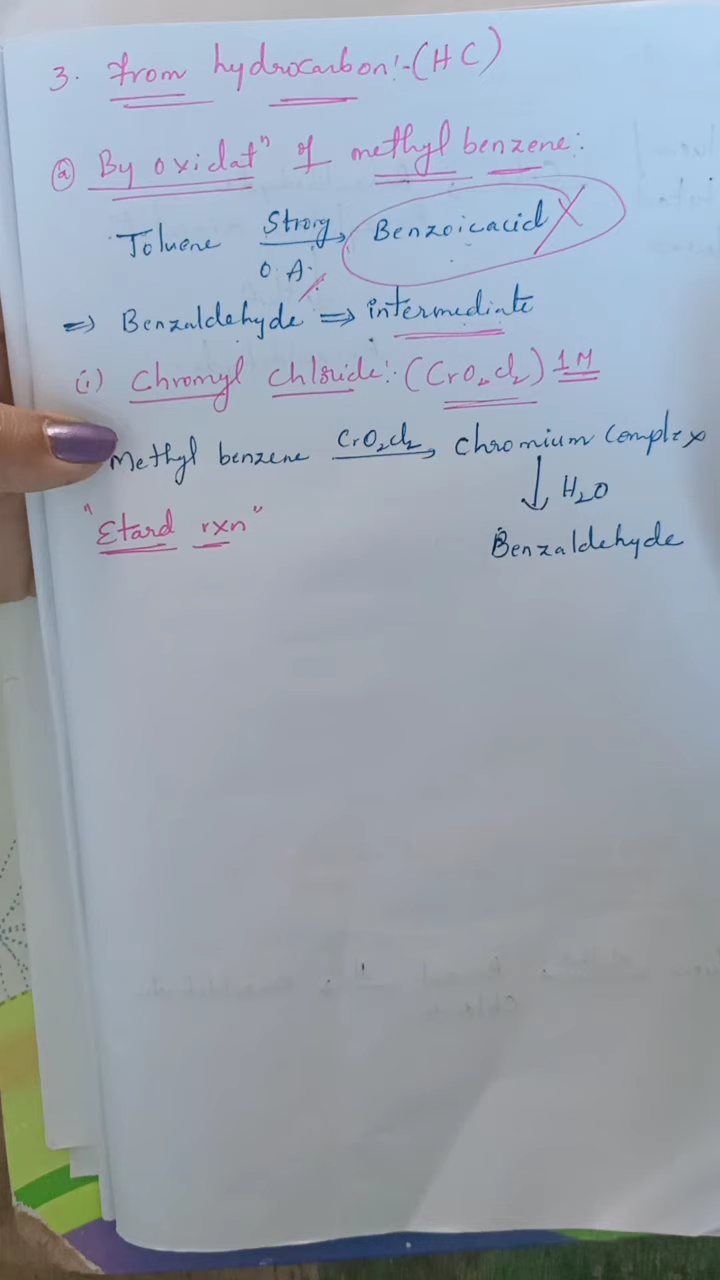 3. From hydrocarbon:-(HC)
ⓐ By oxidatⁿ of methyl benzene:
Toluene Strong O.A. Benzoicacid X
⇒ Benzaldehyde ⇒ intermediate
(i) Chromyl Chloride:- (CrO₂Cl₂) 1M
Methyl benzene CrO₂Cl₂ → Chromium Complex
↓ H₂O
"Etard rxn" Benzaldehyde